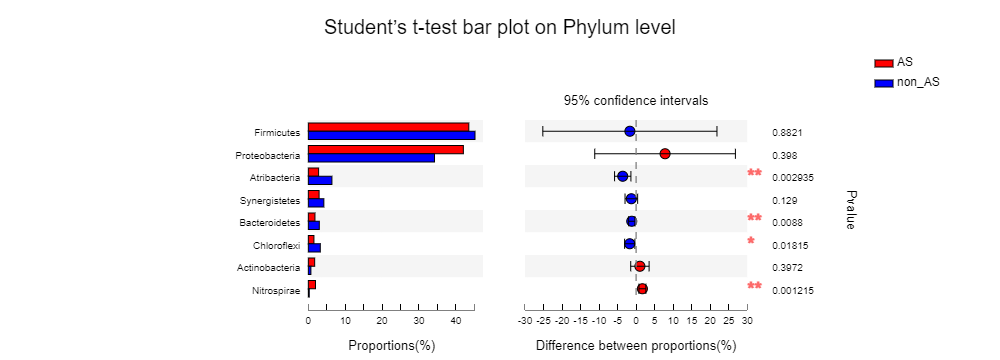 Student's t-test bar plot on Phylum level
AS
non_AS
95% confidence intervals
Firmicutes 0.8821
Proteobacteria 0.398
Atribacteria ** 0.002935
Synergistetes 0.129
Bacteroidetes ** 0.0088
Chloroflexi * 0.01815
Actinobacteria 0.3972
Nitrospirae ** 0.001215
Pvalue
0 10 20 30 40 -30 -25 -20 -15 -10 -5 0 5 10 15 20 25 30
Proportions(%) Difference between proportions(%)